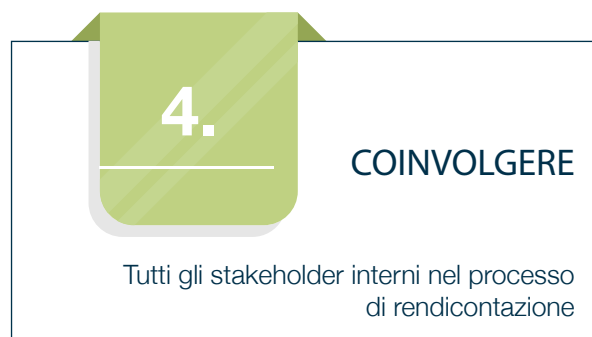 4.
COINVOLGERE
Tutti gli stakeholder interni nel processo
di rendicontazione